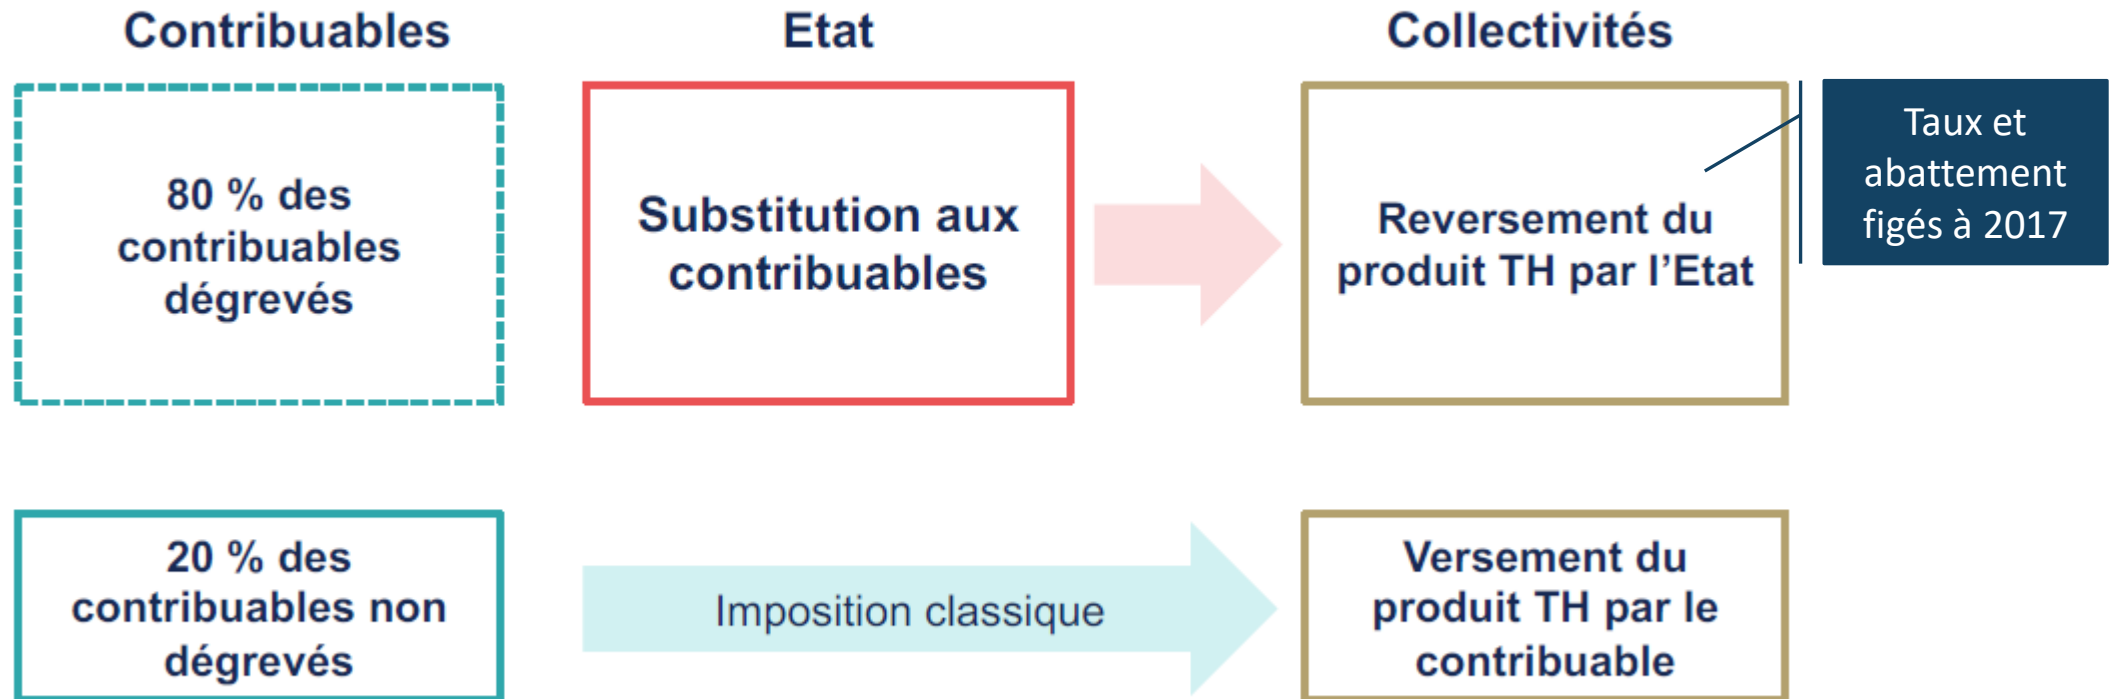 Contribuables
Etat
Collectivités
80 % des
contribuables
dégrevés
Substitution aux
contribuables
Reversement du
produit TH par l’Etat
Taux et
abattement
figés à 2017
20 % des
contribuables non
dégrevés
Imposition classique
Versement du
produit TH par le
contribuable